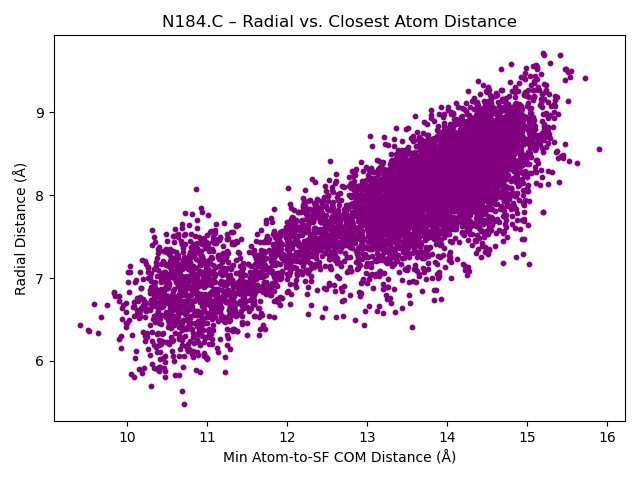 N184.C – Radial vs. Closest Atom Distance
Radial Distance (Å)
9
8
7
6
10 11 12 13 14 15 16
Min Atom-to-SF COM Distance (Å)